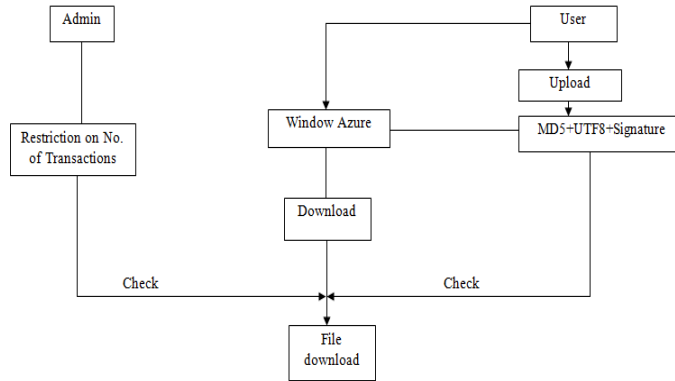 Admin
User
Upload
Window Azure
MD5+UTF8+Signature
Restriction on No.
of Transactions
Download
Check
Check
File
download